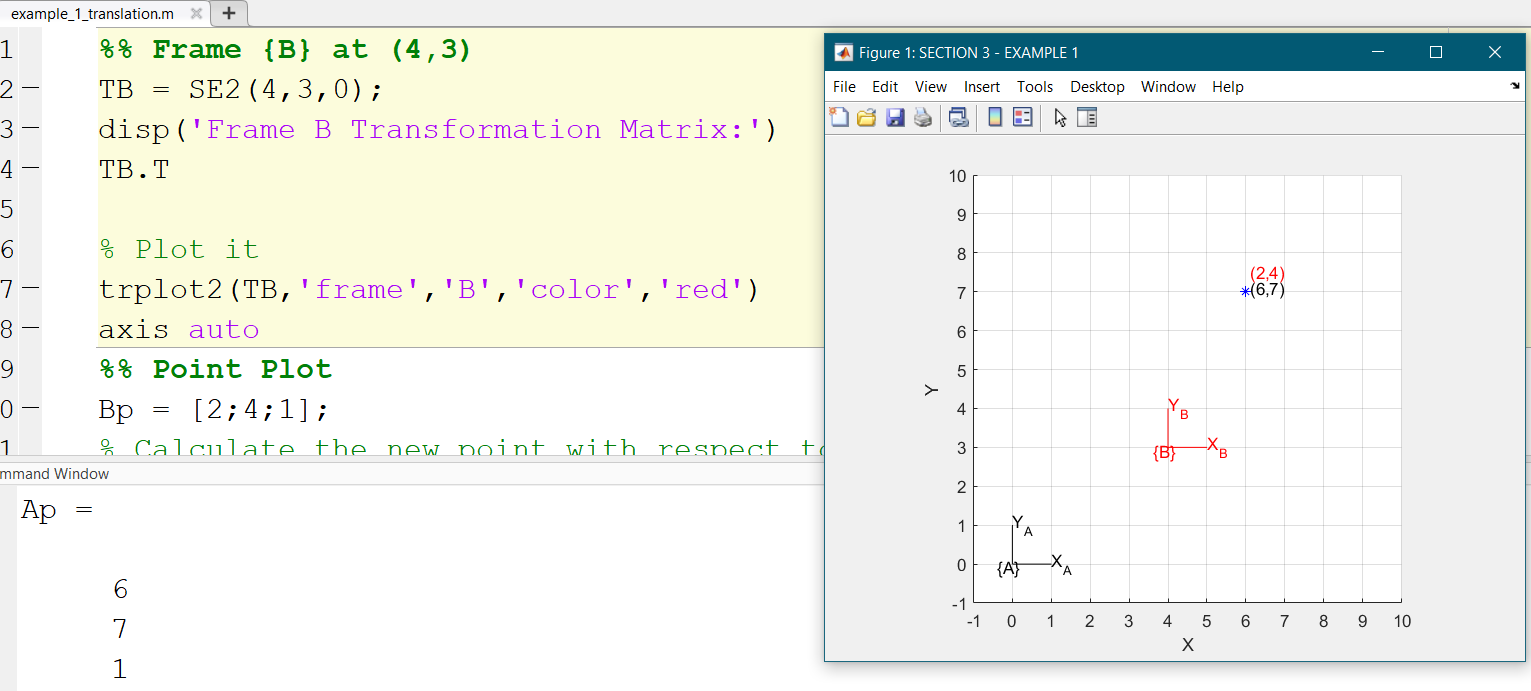 example_1_translation.m
1 %% Frame {B} at (4,3)
2 TB = SE2(4,3,0);
3 disp('Frame B Transformation Matrix:')
4 TB.T
5
6 % Plot it
7 trplot2(TB,'frame','B','color','red')
8 axis auto
9 %% Point Plot
0 Bp = [2;4;1];
1 % Calculate the new point with respect to
mmand Window
Ap =
6
7
1
Figure 1: SECTION 3 - EXAMPLE 1
File Edit View Insert Tools Desktop Window Help
10
9
8
7
6
5
4
3
2
1
0
-1
Y
(2,4)
(6,7)
Y B
{B} X B
Y A
{A} X A
-1 0 1 2 3 4 5 6 7 8 9 10
X